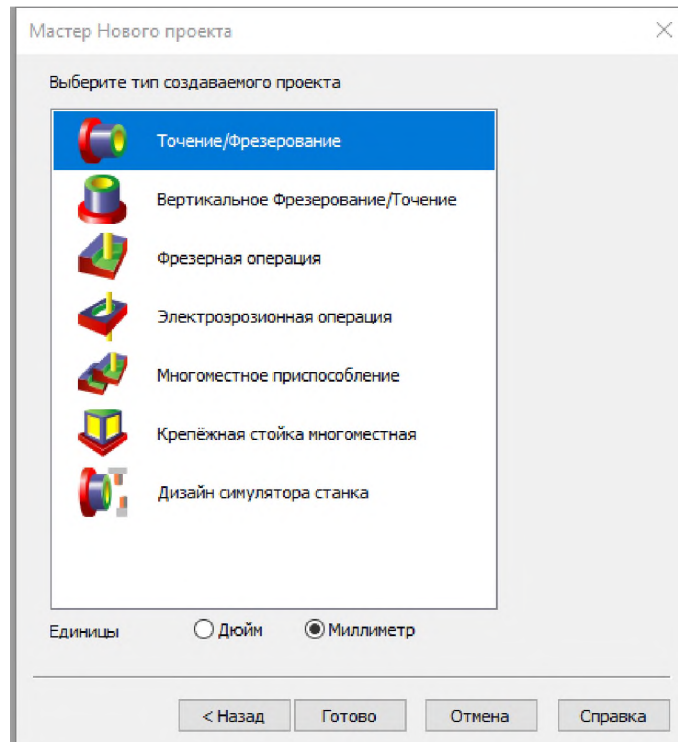 Мастер Нового проекта
Выберите тип создаваемого проекта
Точение/Фрезерование
Вертикальное Фрезерование/Точение
Фрезерная операция
Электроэрозионная операция
Многоместное приспособление
Крепёжная стойка многоместная
Дизайн симулятора станка
Единицы Дюйм Миллиметр
< Назад Готово Отмена Справка